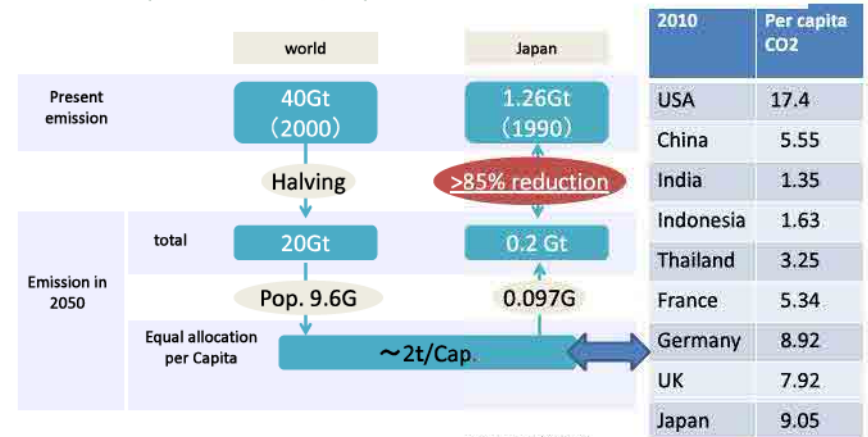 world
Japan
Present
emission
40Gt
（2000）
1.26Gt
（1990）
Halving
>85% reduction
Emission in
2050
total
20Gt
0.2 Gt
Pop. 9.6G
0.097G
Equal allocation
per Capita
～2t/Cap.
2010 Per capita
CO2
USA 17.4
China 5.55
India 1.35
Indonesia 1.63
Thailand 3.25
France 5.34
Germany 8.92
UK 7.92
Japan 9.05